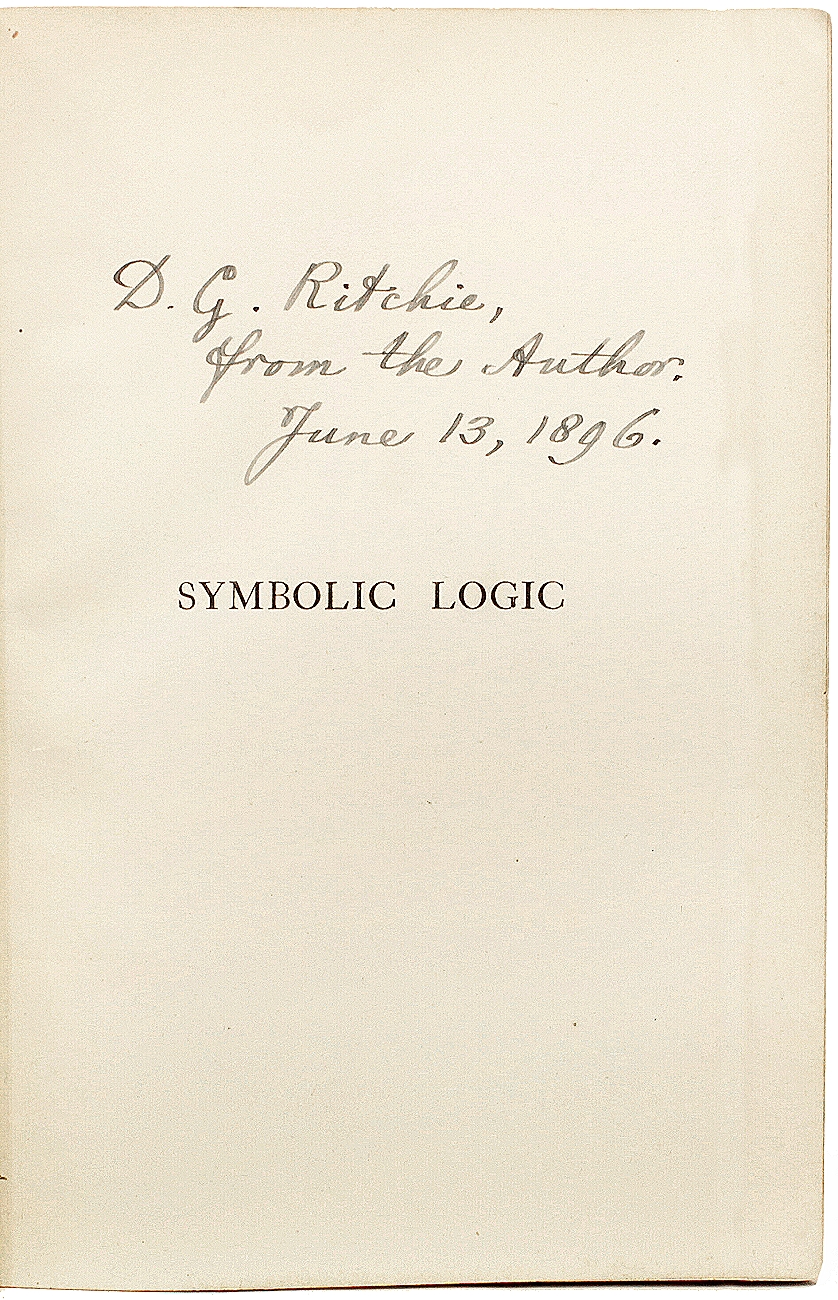 D. G. Ritchie,
from the Author.
June 13, 1896.
SYMBOLIC LOGIC